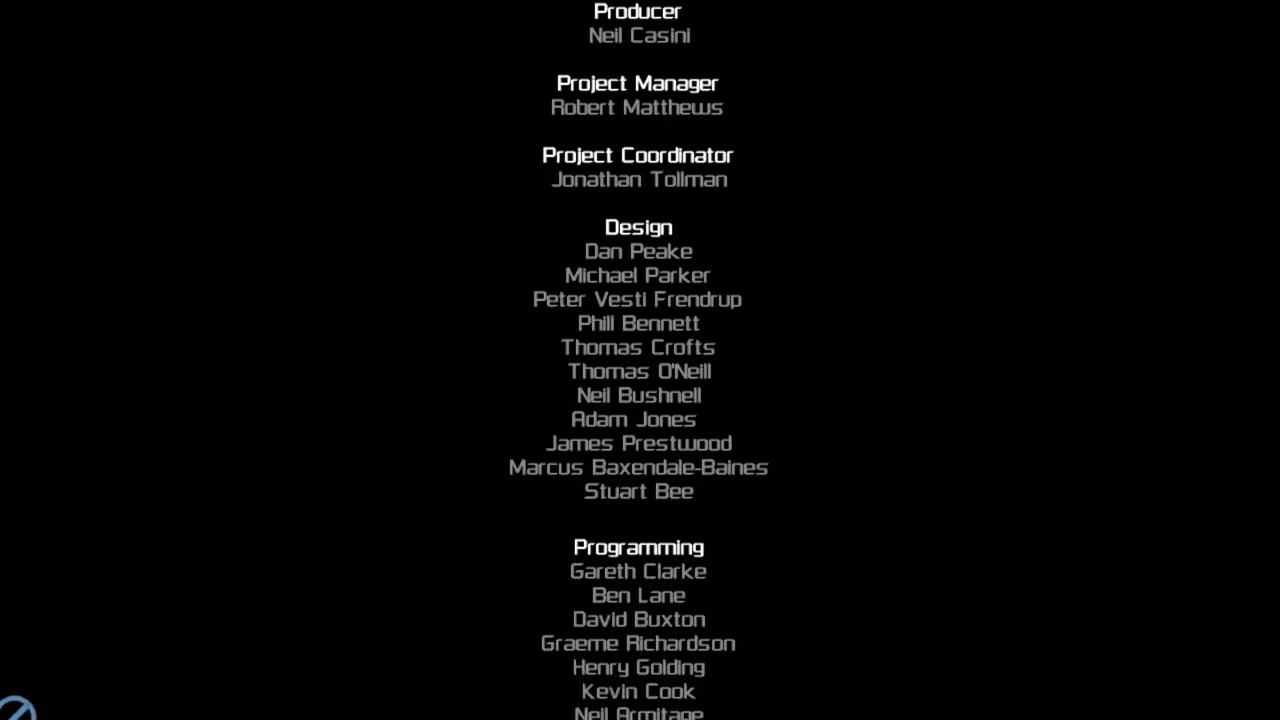 Producer
Neil Casini
Project Manager
Robert Matthews
Project Coordinator
Jonathan Tollman
Design
Dan Peake
Michael Parker
Peter Vesti Frendrup
Phill Bennett
Thomas Crofts
Thomas O'Neill
Neil Bushnell
Adam Jones
James Prestwood
Marcus Baxendale-Baines
Stuart Bee
Programming
Gareth Clarke
Ben Lane
David Buxton
Graeme Richardson
Henry Golding
Kevin Cook
Neil Armitage